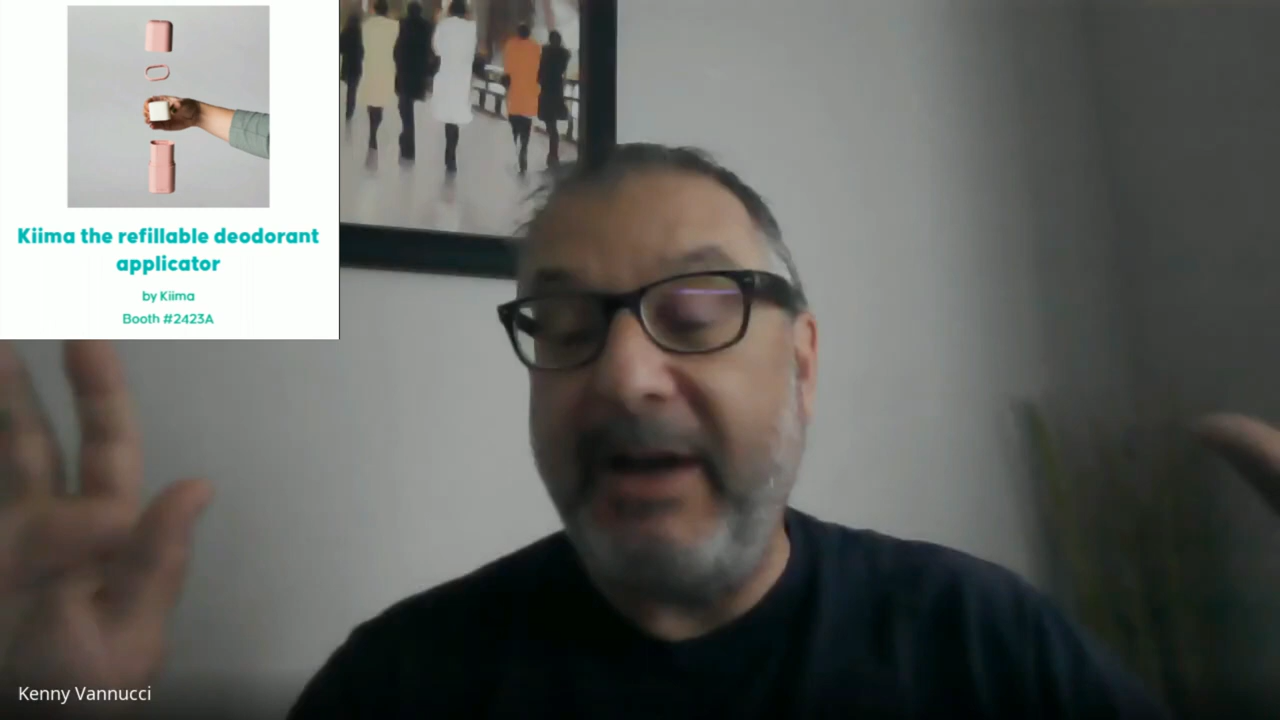 Kiima the refillable deodorant
applicator
by Kiima
Booth #2423A
Kenny Vannucci